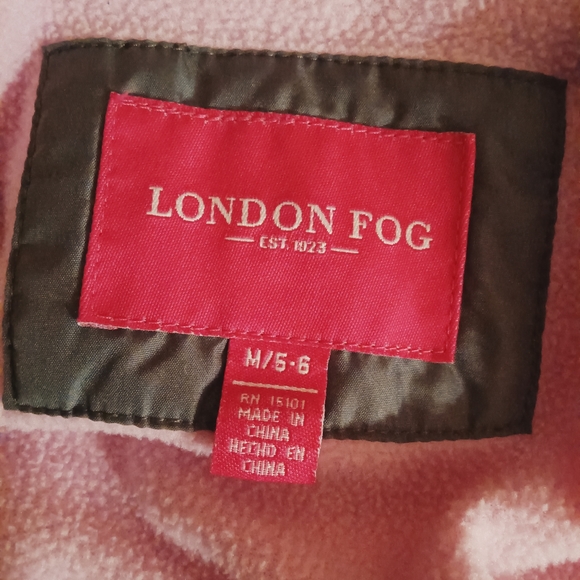 LONDON FOG
EST. 1923
M/5-6
RN 15101
MADE IN
CHINA
HECHO EN
CHINA